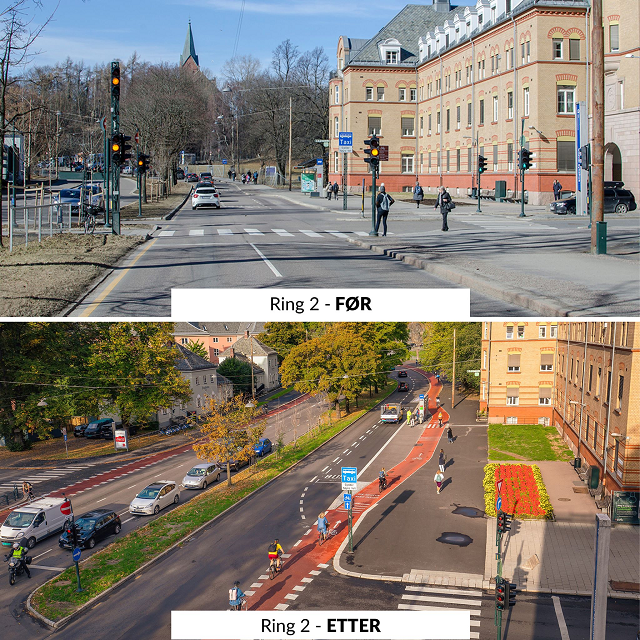 Taxi
Ring 2 - FØR
Taxi
Ring 2 - ETTER